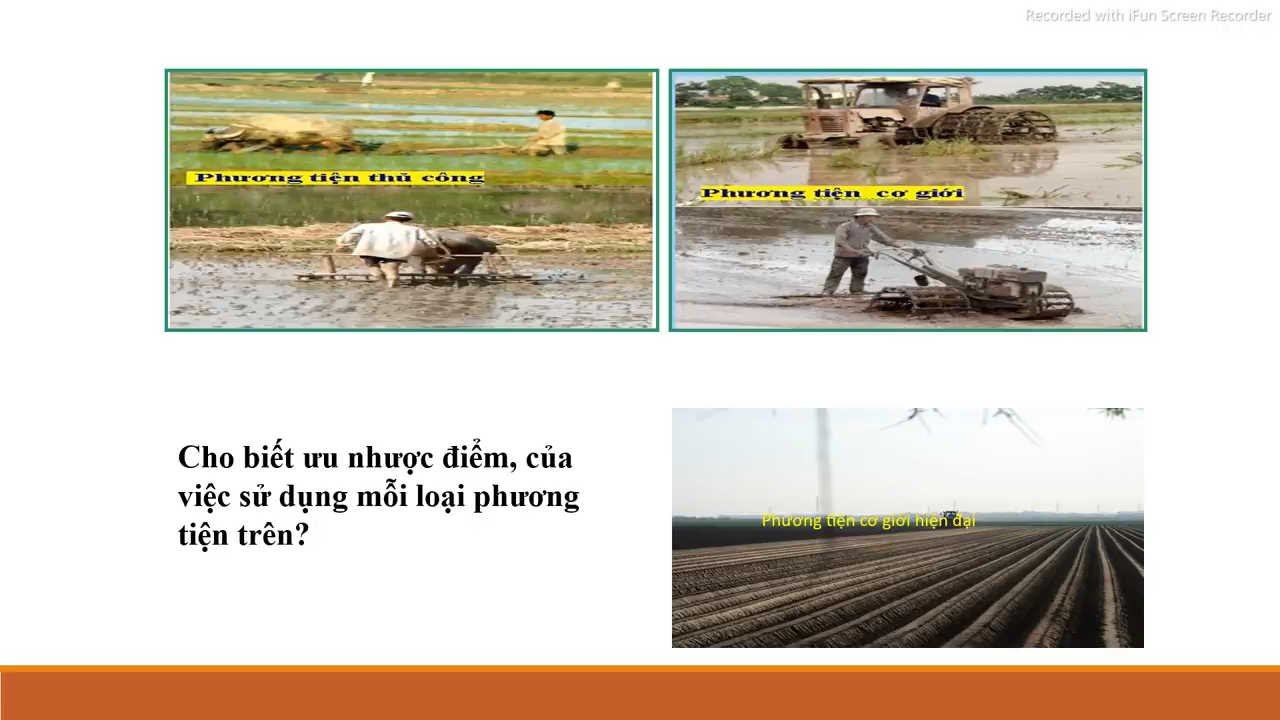 Recorded with iFun Screen Recorder
Phương tiện thủ công
Phương tiện cơ giới
Cho biết ưu nhược điểm, của
việc sử dụng mỗi loại phương
tiện trên?
Phương tiện cơ giới hiện đại